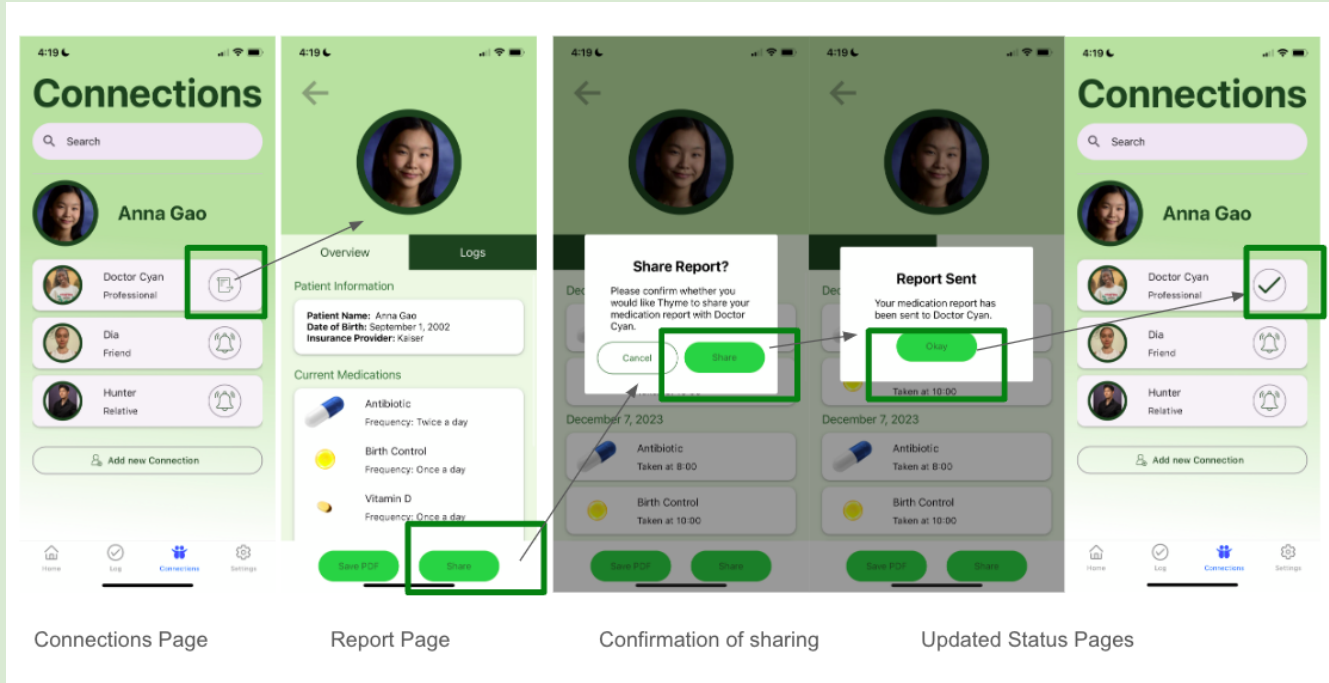 4:19
Connections
Search
Anna Gao
Doctor Cyan
Professional
Dia
Friend
Hunter
Relative
Add new Connection
Home Log Connections Settings
4:19
Overview Logs
Patient Information
Patient Name: Anna Gao
Date of Birth: September 1, 2002
Insurance Provider: Kaiser
Current Medications
Antibiotic
Frequency: Twice a day
Birth Control
Frequency: Once a day
Vitamin D
Frequency: Once a day
Save PDF Share
4:19
Share Report?
Please confirm whether you
would like Thyme to share your
medication report with Doctor
Cyan.
Cancel Share
December 7, 2023
Antibiotic
Taken at 8:00
Birth Control
Taken at 10:00
Save PDF Share
4:19
Report Sent
Your medication report has
been sent to Doctor Cyan.
Okay
Taken at 10:00
December 7, 2023
Antibiotic
Taken at 8:00
Birth Control
Taken at 10:00
Save PDF Share
4:19
Connections
Search
Anna Gao
Doctor Cyan
Professional
Dia
Friend
Hunter
Relative
Add new Connection
Home Log Connections Settings
Connections Page Report Page Confirmation of sharing Updated Status Pages